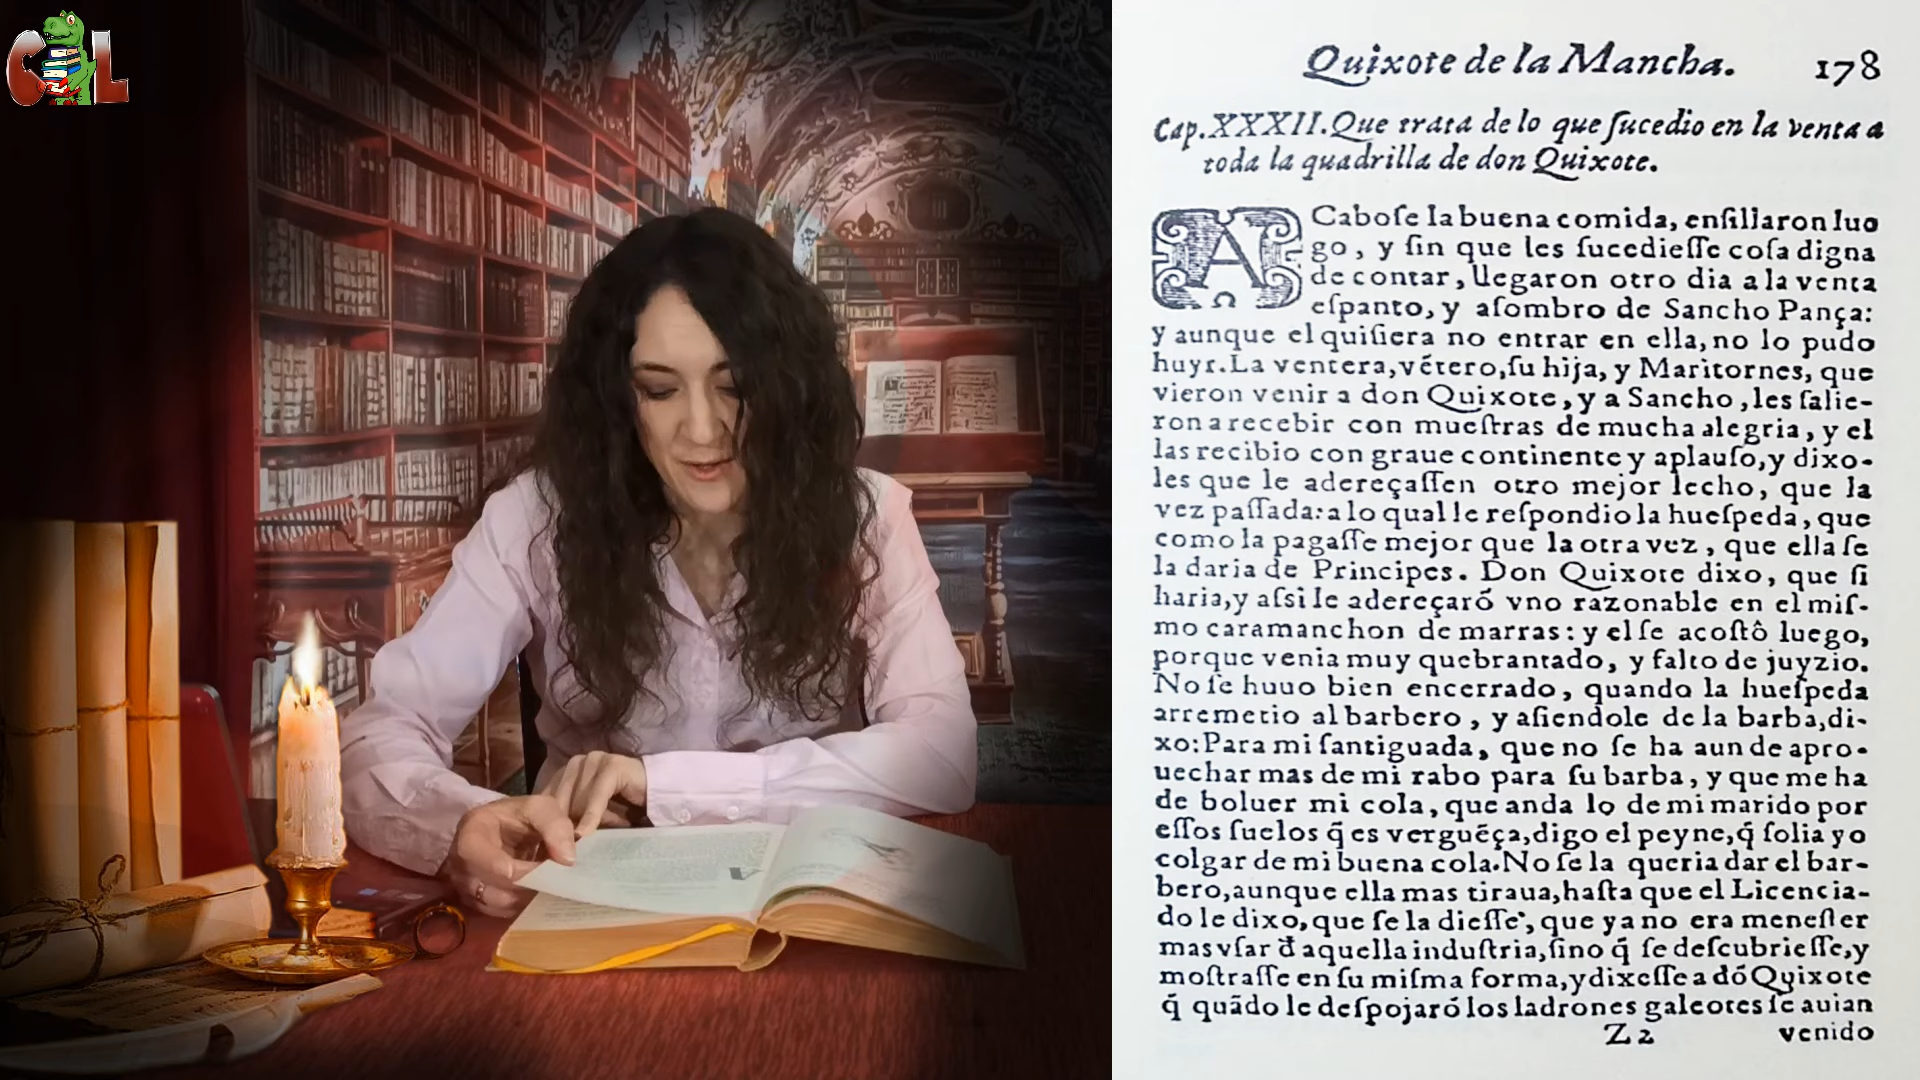 CL
Quixote de la Mancha. 178
Cap.XXXII.Que trata de lo que ſucedio en la venta a
toda la quadrilla de don Quixote.
ACaboſe la buena comida, enſillaron luo
go, y ſin que les ſucedieſſe coſa digna
de contar, llegaron otro dia a la venta
eſpanto, y aſombro de Sancho Pança:
y aunque el quiſiera no entrar en ella, no lo pudo
huyr. La ventera, vẽtero, ſu hija, y Maritornes, que
vieron venir a don Quixote, y a Sancho, les ſalie-
ron a recebir con mueſtras de mucha alegria, y el
las recibio con graue continente y aplauſo, y dixo-
les que le adereçaſſen otro mejor lecho, que la
vez paſſada: a lo qual le reſpondio la hueſpeda, que
como la pagaſſe mejor que la otra vez, que ella ſe
la daria de Principes. Don Quixote dixo, que ſi
haria, y aſsi le adereçarõ vno razonable en el miſ-
mo caramanchon de marras: y el ſe acoſtô luego,
porque venia muy quebrantado, y falto de juyzio.
No ſe huuo bien encerrado, quando la hueſpeda
arremetio al barbero, y aſiendole de la barba, di-
xo: Para mi ſantiguada, que no ſe ha aun de apro-
uechar mas de mi rabo para ſu barba, y que me ha
de boluer mi cola, que anda lo de mi marido por
eſſos ſuelos q̃ es verguẽça, digo el peyne, q̃ ſolia yo
colgar de mi buena cola. No ſe la queria dar el bar-
bero, aunque ella mas tiraua, haſta que el Licencia-
do le dixo, que ſe la dieſſe, que ya no era meneſter
mas vſar d̃ aquella induſtria, ſino q̃ ſe deſcubrieſſe, y
moſtraſſe en ſu miſma forma, y dixeſſe a dõ Quixote
q̃ quãdo le deſpojarõ los ladrones galeotes ſe auian
Z 2 venido